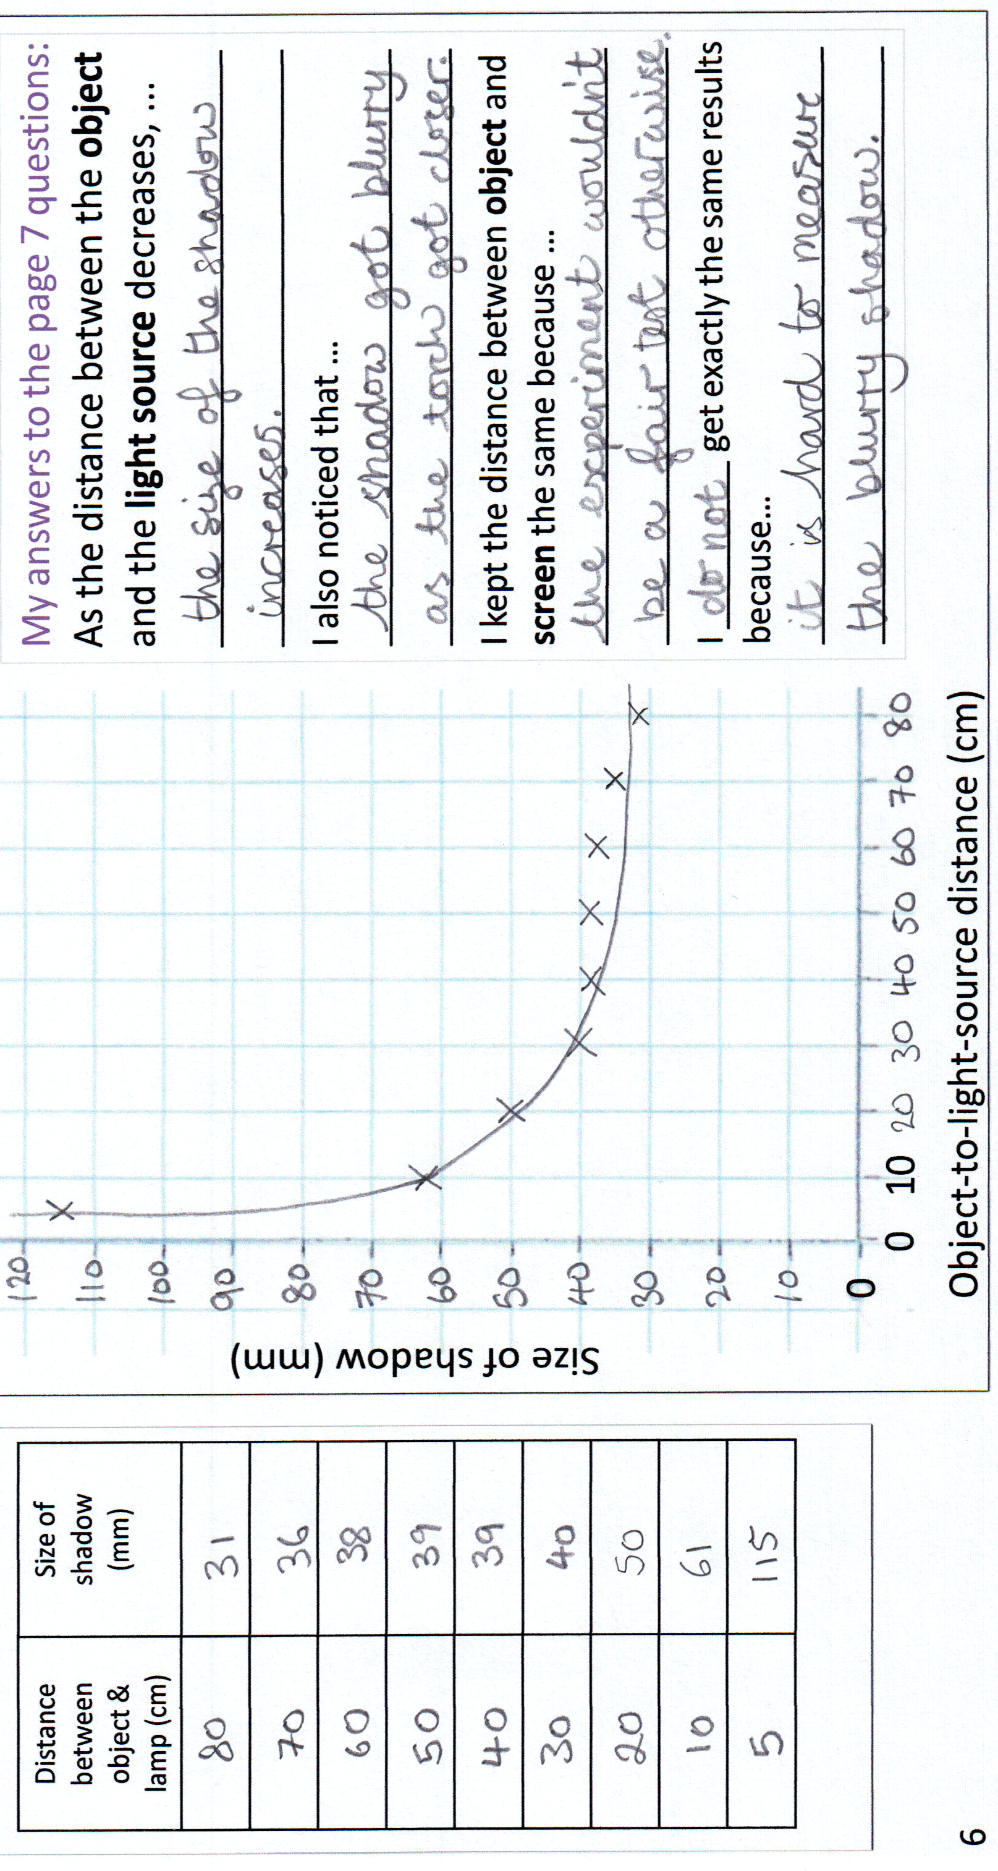 Distance between object & lamp (cm) Size of shadow (mm)
80 31
70 36
60 38
50 39
40 39
30 40
20 50
10 61
5 115
6
Size of shadow (mm)
120
110
100
90
80
70
60
50
40
30
20
10
0
0 10 20 30 40 50 60 70 80
Object-to-light-source distance (cm)
My answers to the page 7 questions:
As the distance between the object
and the light source decreases, ...
the size of the shadow
increases.
I also noticed that ...
the shadow got blurry
as the torch got closer.
I kept the distance between object and
screen the same because ...
the experiment wouldn't
be a fair test otherwise.
I do not get exactly the same results
because...
it is hard to measure
the blurry shadow.